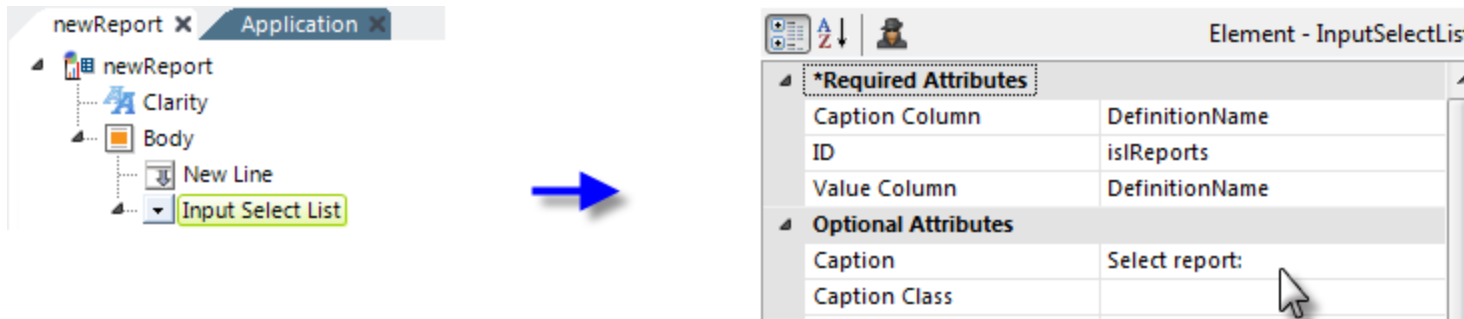 newReport
Application
newReport
Clarity
Body
New Line
Input Select List
A
Z
Element - InputSelectList
*Required Attributes
Caption Column DefinitionName
ID islReports
Value Column DefinitionName
Optional Attributes
Caption Select report:
Caption Class